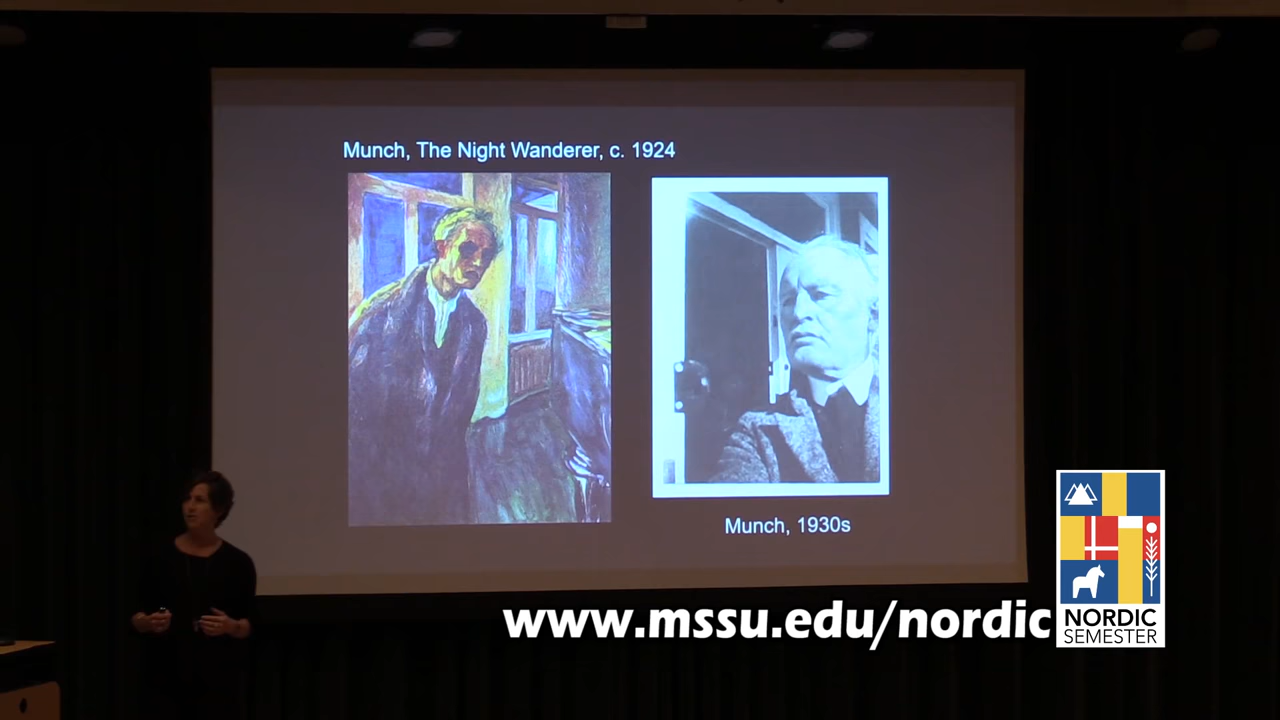 Munch, The Night Wanderer, c. 1924
Munch, 1930s
www.mssu.edu/nordic
NORDIC
SEMESTER